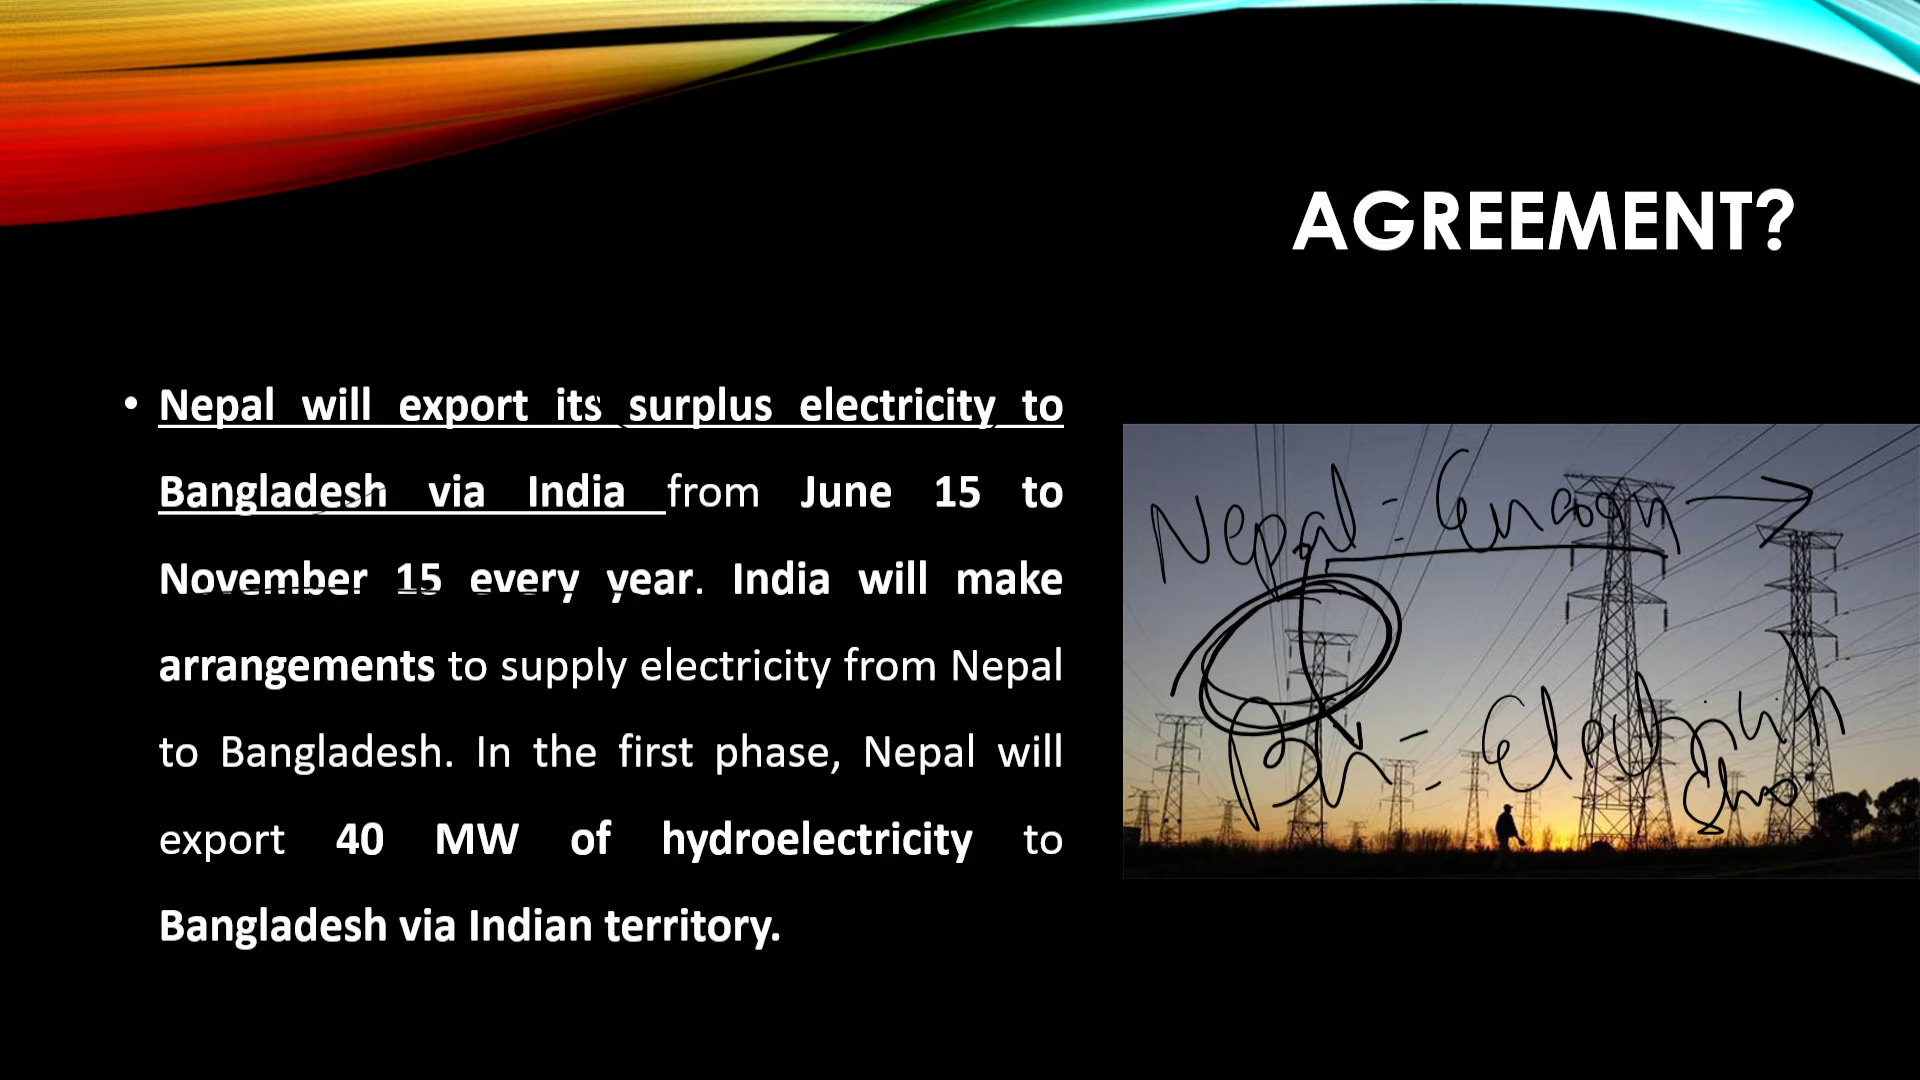 AGREEMENT?
• Nepal will export its surplus electricity to
Bangladesh via India from June 15 to
November 15 every year. India will make
arrangements to supply electricity from Nepal
to Bangladesh. In the first phase, Nepal will
export 40 MW of hydroelectricity to
Bangladesh via Indian territory.
Nepal =